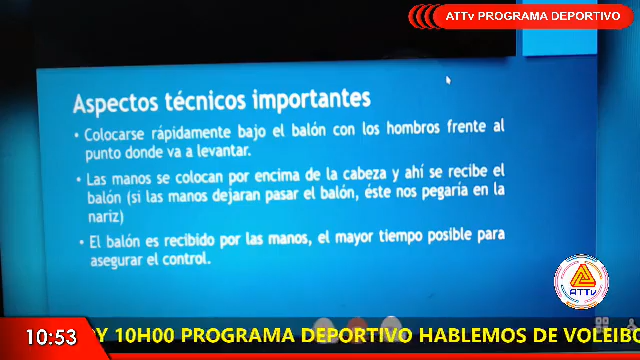 ATTv PROGRAMA DEPORTIVO
Aspectos técnicos importantes
• Colocarse rápidamente bajo el balón con los hombros frente al
punto donde va a levantar.
• Las manos se colocan por encima de la cabeza y ahí se recibe el
balón (si las manos dejaran pasar el balón, éste nos pegaría en la
nariz)
• El balón es recibido por las manos, el mayor tiempo posible para
asegurar el control.
ATTv
10:53
Y 10H00 PROGRAMA DEPORTIVO HABLEMOS DE VOLEIBO